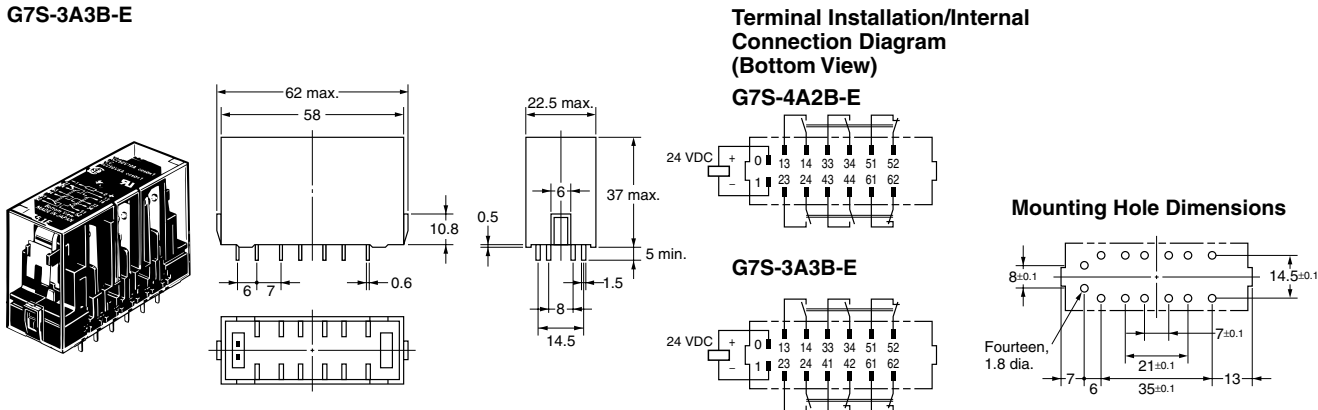 G7S-3A3B-E
62 max.
58
10.8
6
7
0.6
22.5 max.
6
37 max.
0.5
5 min.
1.5
8
14.5
Terminal Installation/Internal
Connection Diagram
(Bottom View)
G7S-4A2B-E
24 VDC
+
−
0 13 14 33 34 51 52
1 23 24 43 44 61 62
G7S-3A3B-E
24 VDC
+
−
0 13 14 33 34 51 52
1 23 24 41 42 61 62
Mounting Hole Dimensions
8±0.1
14.5±0.1
7±0.1
Fourteen,
1.8 dia.
21±0.1
7
6
35±0.1
13